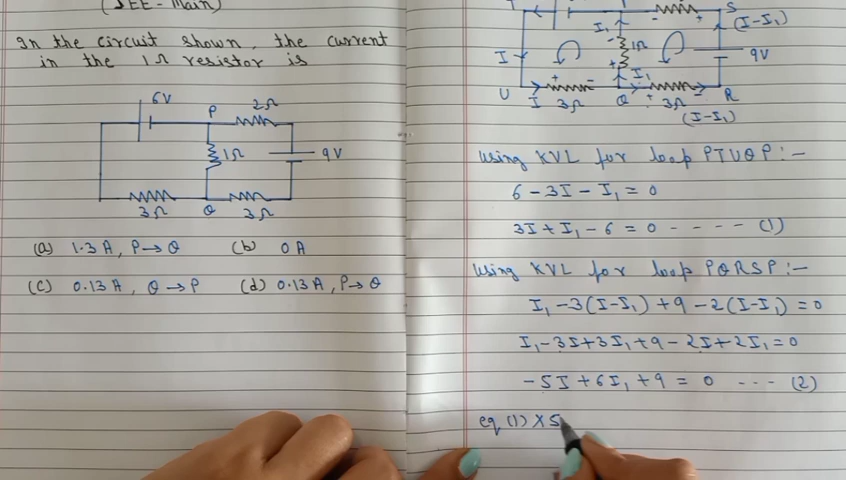 (JEE-Main)
In the circuit shown, the current
in the 1Ω resistor is
6V
P
2Ω
1Ω
9V
3Ω
Q
3Ω
(a) 1.3 A, P→Q (b) 0 A
(c) 0.13 A, Q→P (d) 0.13 A, P→Q
S
I₁
(I-I₁)
1Ω
I
9V
I₁
U
I
3Ω
Q
3Ω
R
(I-I₁)
Using KVL for loop PTUQP:-
6-3I-I₁=0
3I+I₁-6=0 ---- (1)
Using KVL for loop PQRSP:-
I₁-3(I-I₁)+9-2(I-I₁)=0
I₁-3I+3I₁+9-2I+2I₁=0
-5I+6I₁+9=0 --- (2)
eq (1) X 5